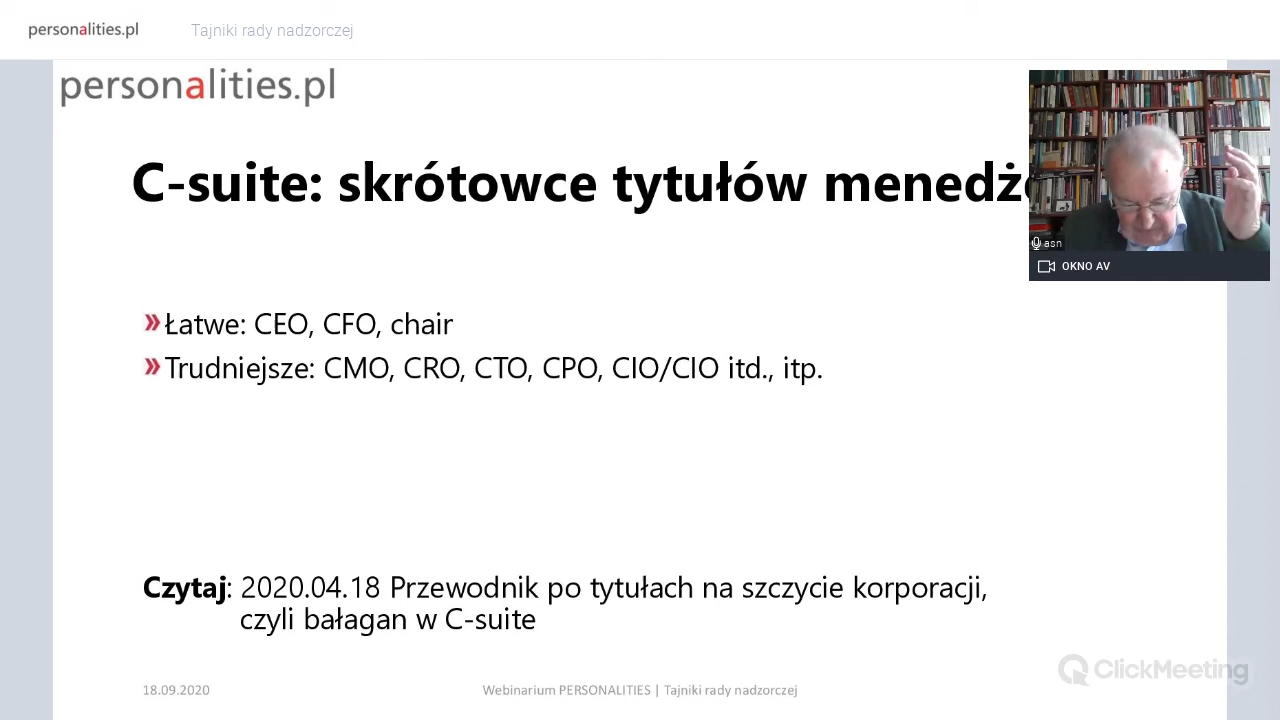 personalities.pl
Tajniki rady nadzorczej
personalities.pl
C-suite: skrótowce tytułów menedż
asn
OKNO AV
Łatwe: CEO, CFO, chair
Trudniejsze: CMO, CRO, CTO, CPO, CIO/CIO itd., itp.
Czytaj: 2020.04.18 Przewodnik po tytułach na szczycie korporacji,
czyli bałagan w C-suite
ClickMeeting
18.09.2020
Webinarium PERSONALITIES | Tajniki rady nadzorczej